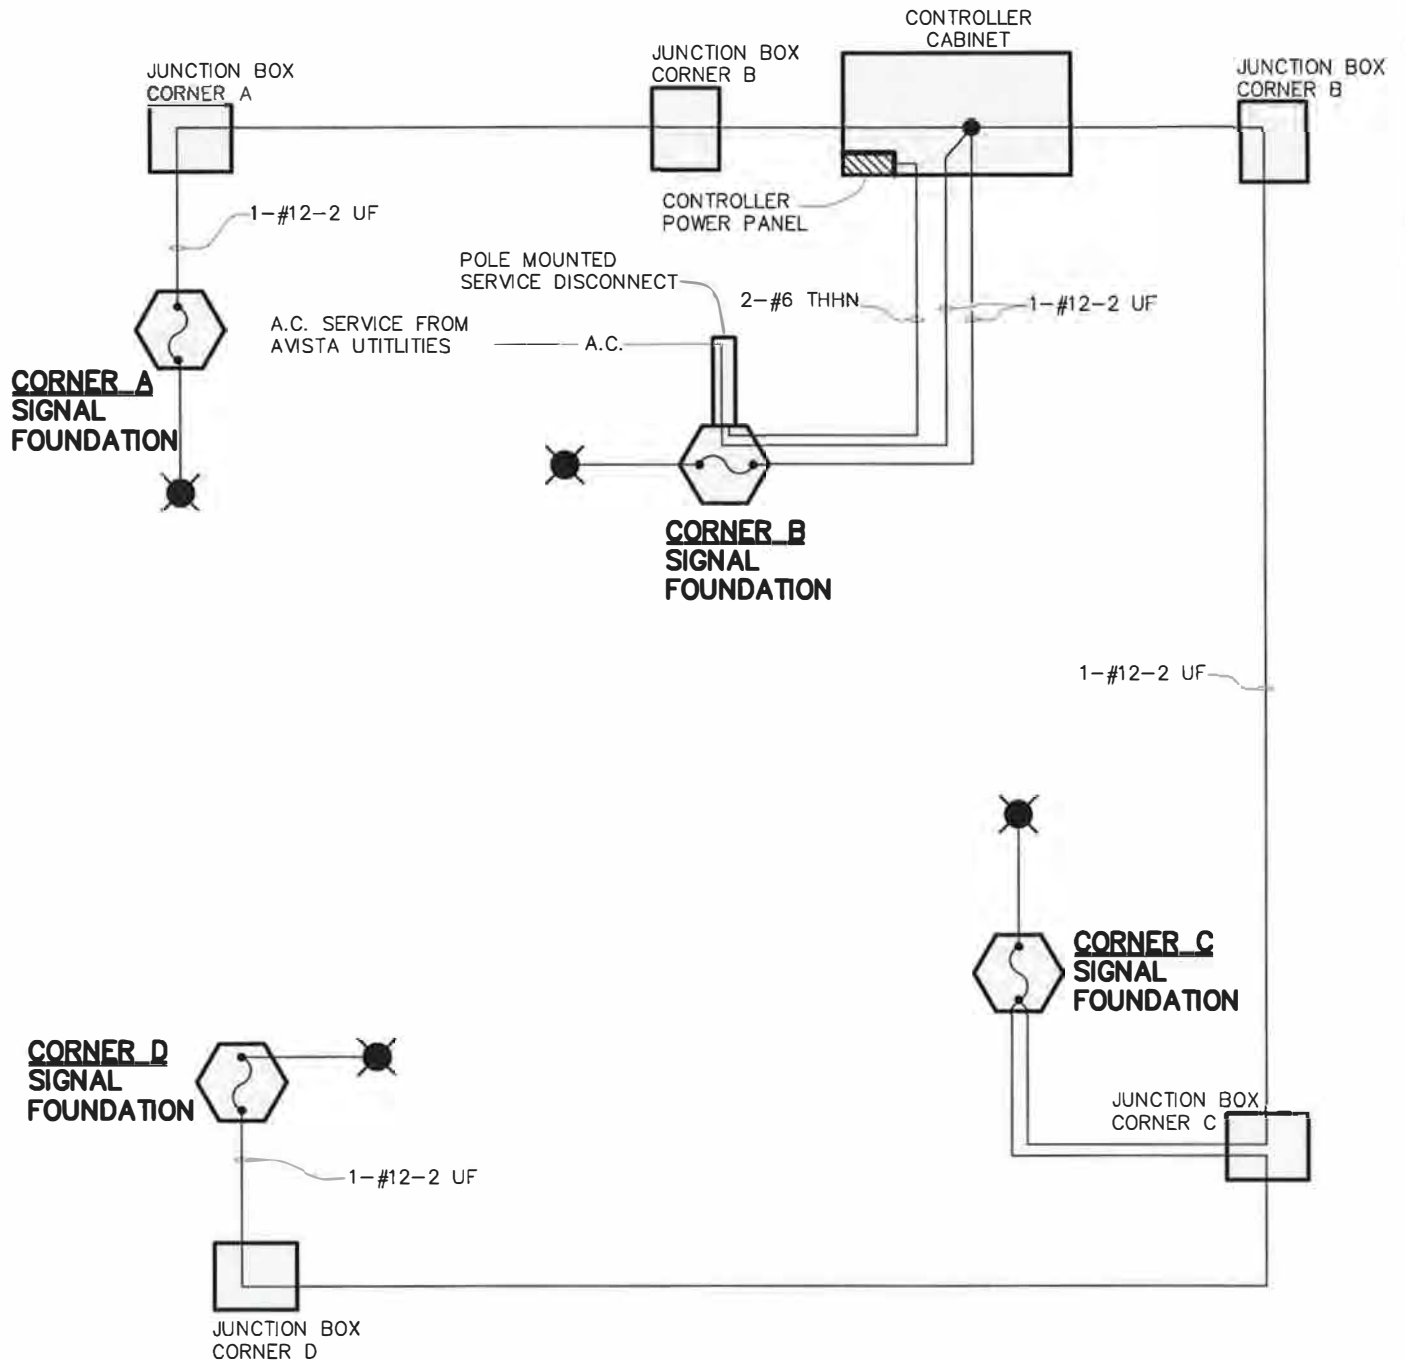 CONTROLLER
CABINET
JUNCTION BOX
CORNER A
JUNCTION BOX
CORNER B
JUNCTION BOX
CORNER B
CONTROLLER
POWER PANEL
1-#12-2 UF
POLE MOUNTED
SERVICE DISCONNECT
2-#6 THHN
1-#12-2 UF
A.C. SERVICE FROM
AVISTA UTITLITIES
A.C.
CORNER A
SIGNAL
FOUNDATION
CORNER B
SIGNAL
FOUNDATION
1-#12-2 UF
CORNER C
SIGNAL
FOUNDATION
CORNER D
SIGNAL
FOUNDATION
JUNCTION BOX
CORNER C
1-#12-2 UF
JUNCTION BOX
CORNER D